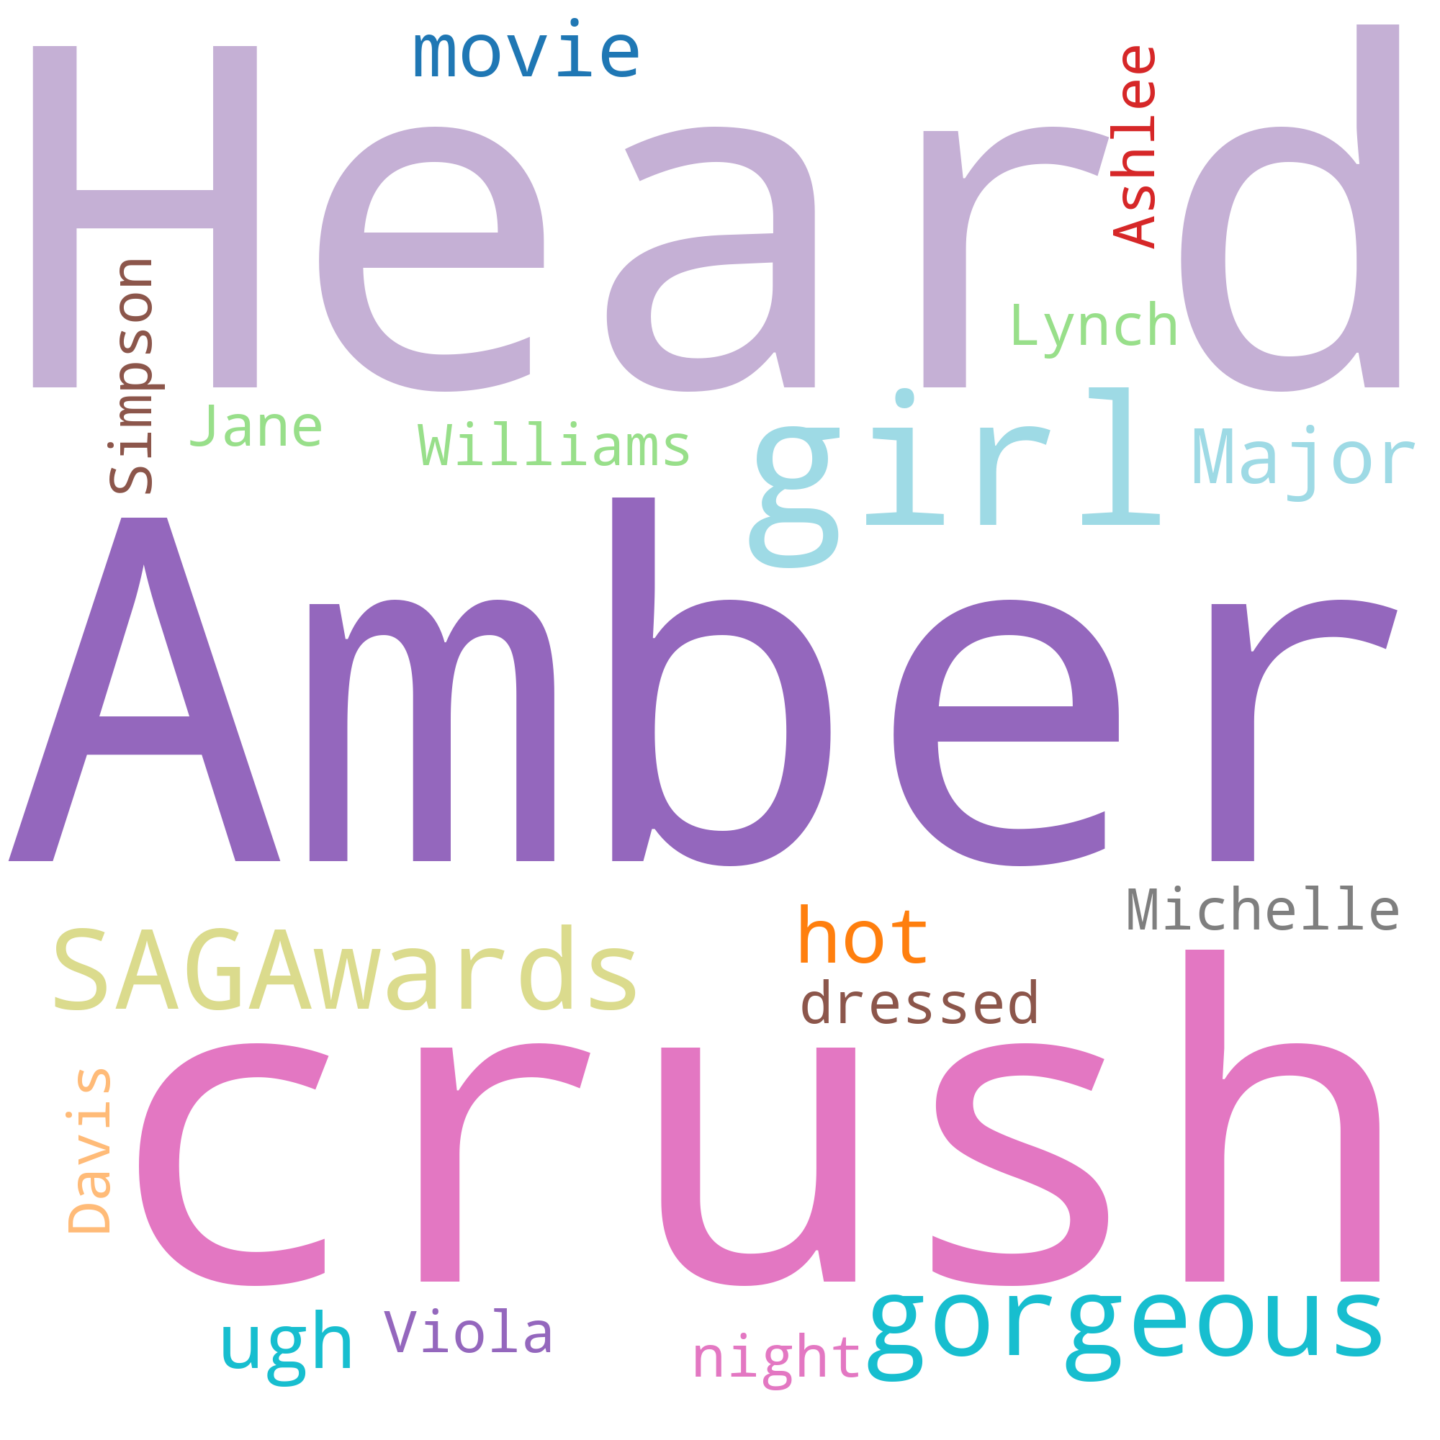 movie
Heard
Ashlee
Simpson
Lynch
Jane
Williams
girl
Major
Amber
Michelle
SAGAwards
hot
dressed
crush
Davis
ugh
Viola
night
gorgeous